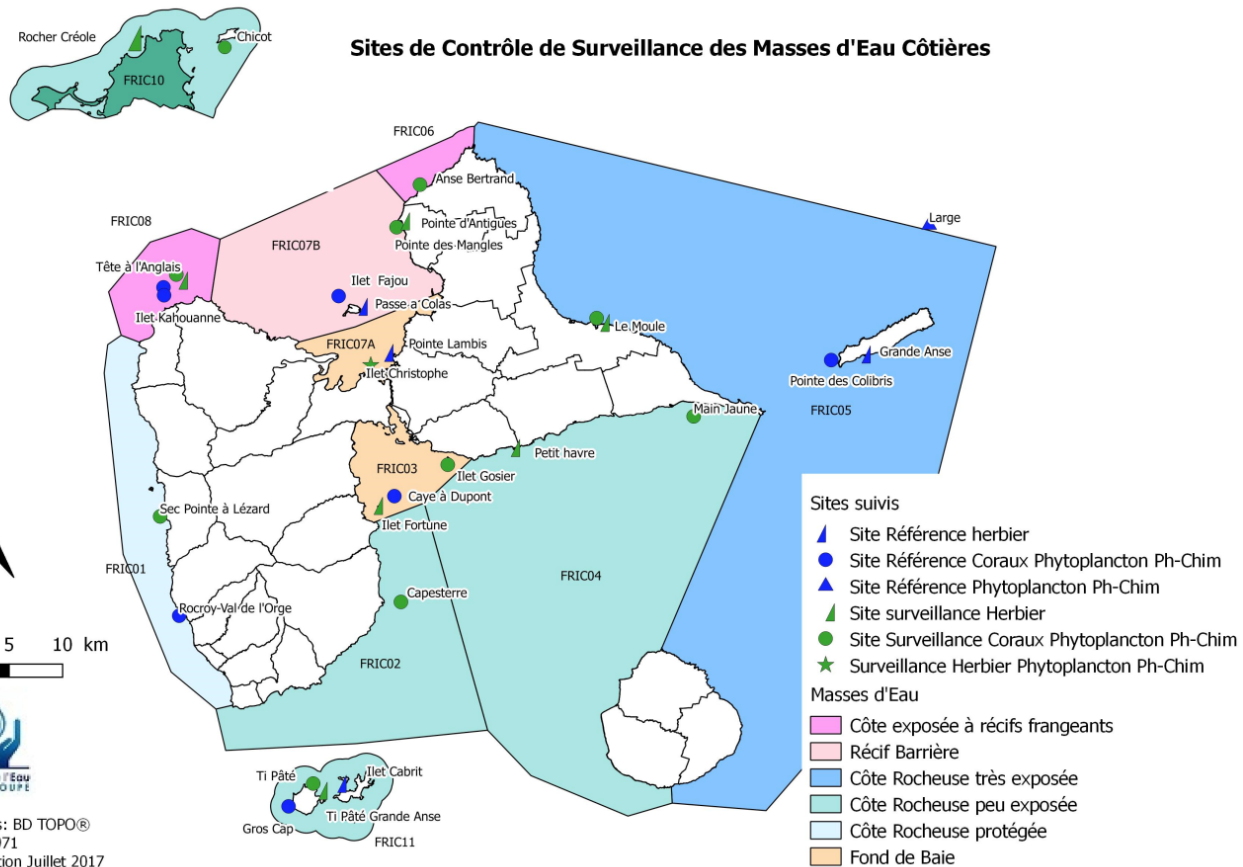 Sites de Contrôle de Surveillance des Masses d'Eau Côtières
Rocher Créole
Chicot
FRIC10
FRIC06
Anse Bertrand
FRIC08
Pointe d'Antigues
Large
FRIC07B
Pointe des Mangles
Tête à l'Anglais
Ilet Fajou
Ilet Kahouanne
Passe a Colas
Le Moule
FRIC07A
Pointe Lambis
Grande Anse
Ilet Christophe
Pointe des Colibris
Main Jaune
FRIC05
Petit havre
FRIC03
Ilet Gosier
Caye à Dupont
Sec Pointe à Lézard
Ilet Fortune
FRIC01
FRIC04
Capesterre
Rocroy-Val de l'Orge
5 10 km
FRIC02
Sites suivis
Site Référence herbier
Site Référence Coraux Phytoplancton Ph-Chim
Site Référence Phytoplancton Ph-Chim
Site surveillance Herbier
Site Surveillance Coraux Phytoplancton Ph-Chim
Surveillance Herbier Phytoplancton Ph-Chim
Masses d'Eau
Côte exposée à récifs frangeants
Récif Barrière
Côte Rocheuse très exposée
Côte Rocheuse peu exposée
Côte Rocheuse protégée
Fond de Baie
Ti Pâté
Ilet Cabrit
Gros Cap
Ti Pâté Grande Anse
FRIC11
l'Eau
OUPE
s: BD TOPO®
971
tion Juillet 2017